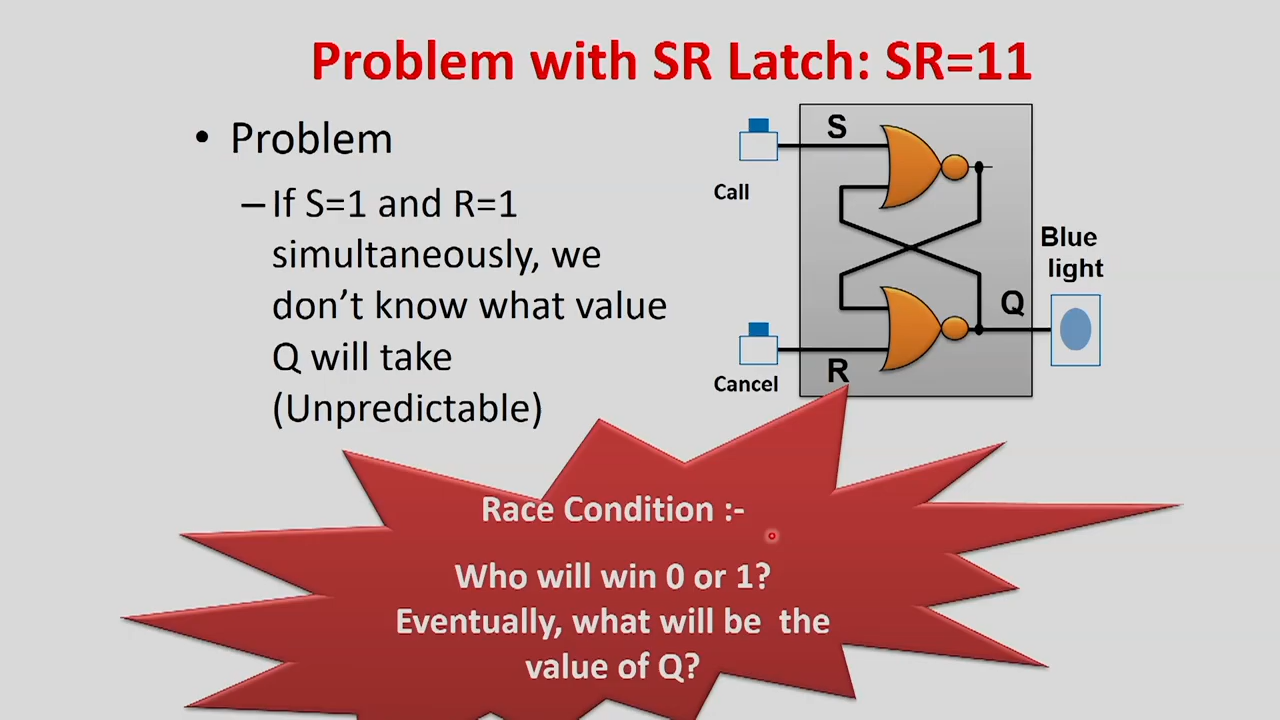 Problem with SR Latch: SR=11
• Problem
– If S=1 and R=1
simultaneously, we
don’t know what value
Q will take
(Unpredictable)
S
Call
Blue
light
Q
R
Cancel
Race Condition :-
Who will win 0 or 1?
Eventually, what will be the
value of Q?